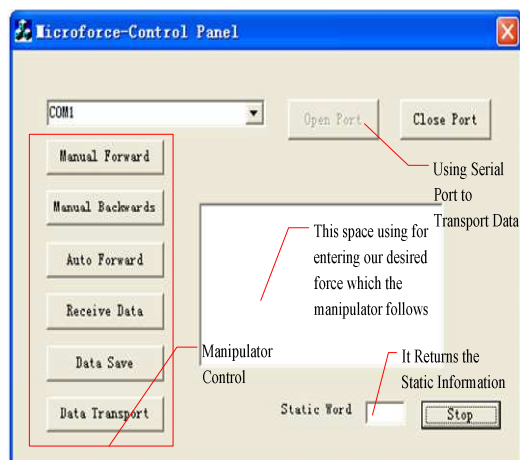 Microforce-Control Panel
COM1
Open Port
Close Port
Manual Forward
Manual Backwards
Auto Forward
Receive Data
Data Save
Data Transport
Using Serial
Port to
Transport Data
This space using for
entering our desired
force which the
manipulator follows
Manipulator
Control
It Returns the
Static Information
Static Word
Stop